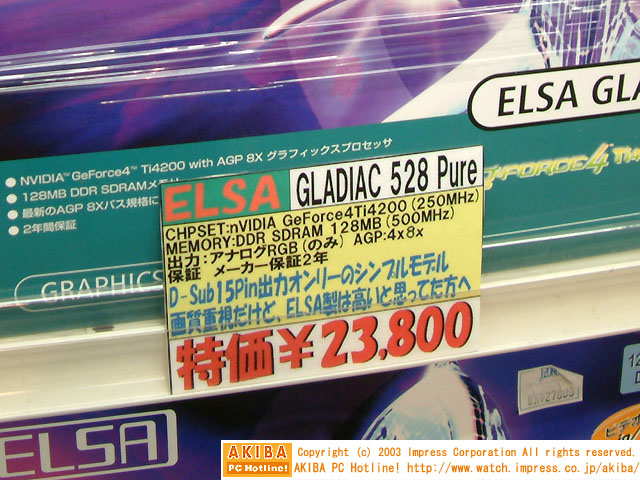 ELSA GLA
● NVIDIA™ GeForce4™ Ti4200 with AGP 8X グラフィックスプロセッサ
● 128MB DDR SDRAMメモリ
● 最新のAGP 8Xバス規格に
● 2年間保証
GRAPHICS
ELSA GLADIAC 528 Pure
CHPSET:nVIDIA GeForce4Ti4200(250MHz)
MEMORY:DDR SDRAM 128MB(500MHz)
出力:アナログRGB(のみ) AGP:4x8x
保証 メーカー保証2年
D-Sub15Pin出力オンリーのシンプルモデル
画質重視だけど、ELSA製は高いと思ってた方へ
特価¥23,800
GEFORCE4 Ti
ELSA
AKIBA PC Hotline!
Copyright (c) 2003 Impress Corporation All rights reserved.
AKIBA PC Hotline! http://www.watch.impress.co.jp/akiba/